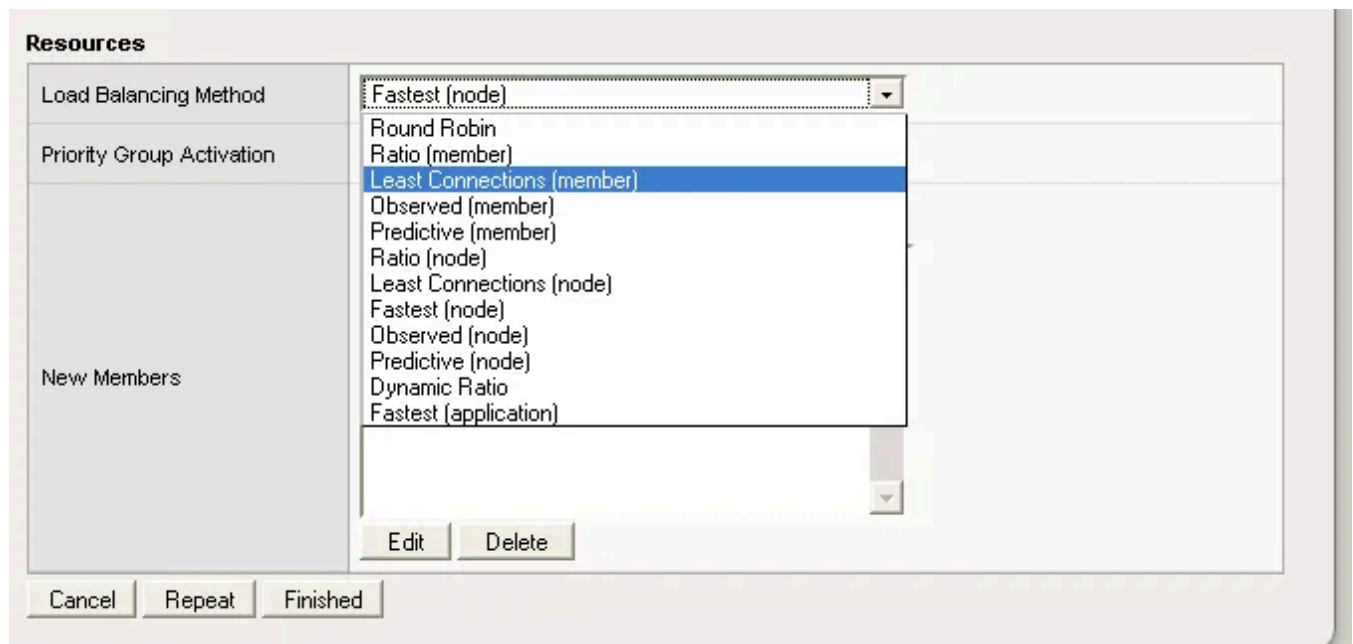 Resources
Load Balancing Method
Fastest (node)
Round Robin
Priority Group Activation
Ratio (member)
Least Connections (member)
Observed (member)
Predictive (member)
Ratio (node)
Least Connections (node)
Fastest (node)
Observed (node)
Predictive (node)
New Members
Dynamic Ratio
Fastest (application)
Edit
Delete
Cancel
Repeat
Finished